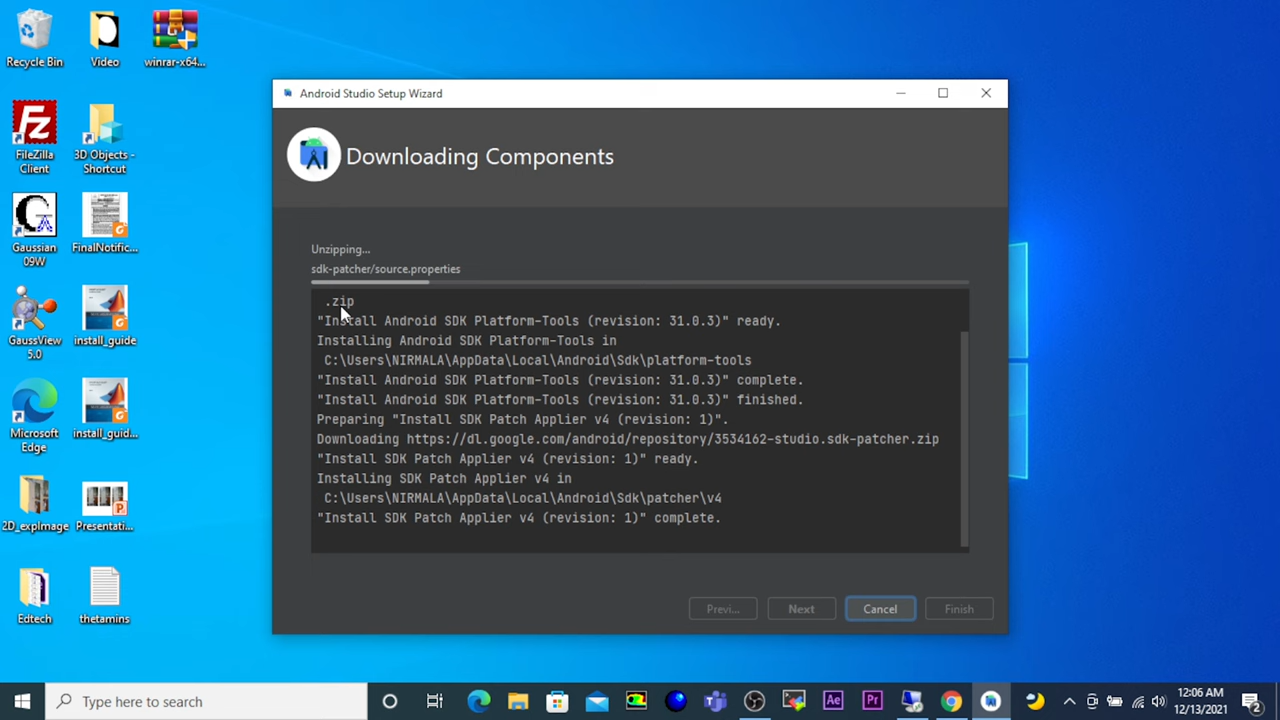 Recycle Bin
Video
winrar-x64...
FileZilla
Client
3D Objects -
Shortcut
Gaussian
09W
FinalNotific...
GaussView
5.0
install_guide
Microsoft
Edge
install_guid...
2D_expImage
Presentati...
Edtech
thetamins
Android Studio Setup Wizard
Downloading Components
Unzipping...
sdk-patcher/source.properties
.zip
"Install Android SDK Platform-Tools (revision: 31.0.3)" ready.
Installing Android SDK Platform-Tools in
C:\Users\NIRMALA\AppData\Local\Android\Sdk\platform-tools
"Install Android SDK Platform-Tools (revision: 31.0.3)" complete.
"Install Android SDK Platform-Tools (revision: 31.0.3)" finished.
Preparing "Install SDK Patch Applier v4 (revision: 1)".
Downloading https://dl.google.com/android/repository/3534162-studio.sdk-patcher.zip
"Install SDK Patch Applier v4 (revision: 1)" ready.
Installing SDK Patch Applier v4 in
C:\Users\NIRMALA\AppData\Local\Android\Sdk\patcher\v4
"Install SDK Patch Applier v4 (revision: 1)" complete.
Previ... Next Cancel Finish
Type here to search
Ae
Pr
12:06 AM
12/13/2021
2